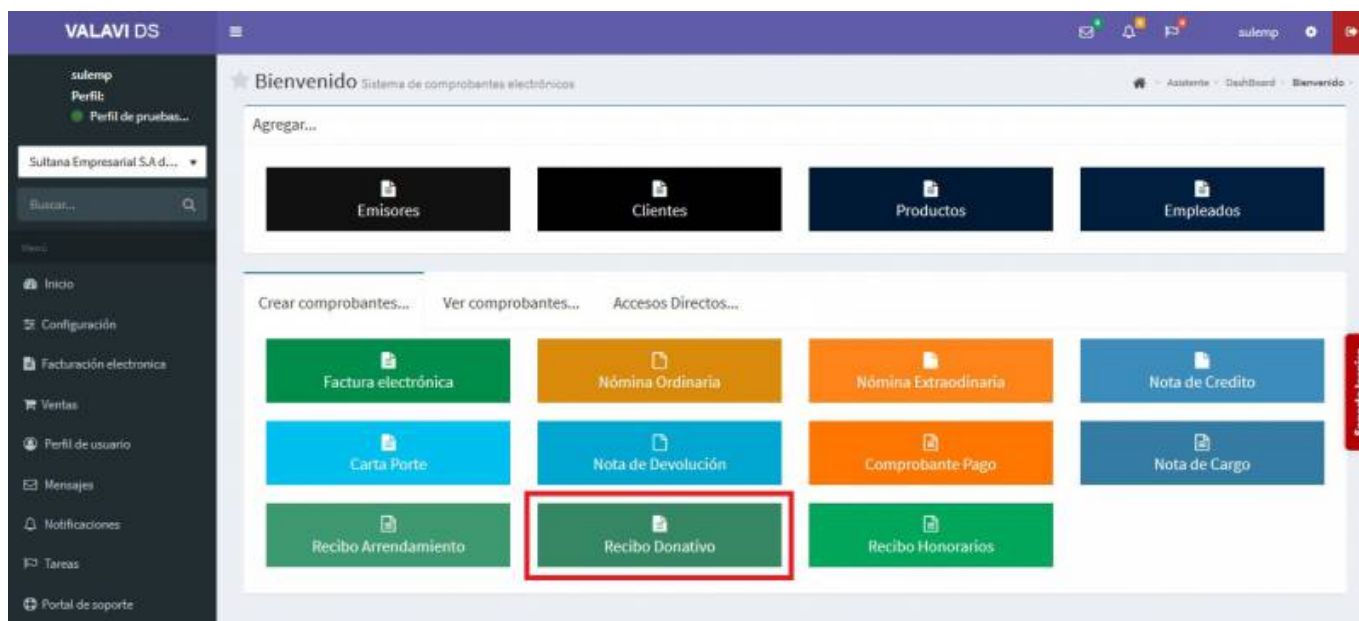 VALAVI DS
sulemp
sulemp
Perfil:
Perfil de pruebas...
Sultana Empresarial S.A d...
Buscar...
Menú
Inicio
Configuración
Facturación electronica
Ventas
Perfil de usuario
Mensajes
Notificaciones
Tareas
Portal de soporte
Bienvenido Sistema de comprobantes electrónicos
Asistente - DashBoard - Bienvenido
Agregar...
Emisores
Clientes
Productos
Empleados
Crear comprobantes... Ver comprobantes... Accesos Directos...
Factura electrónica
Nómina Ordinaria
Nómina Extraodinaria
Nota de Credito
Carta Porte
Nota de Devolución
Comprobante Pago
Nota de Cargo
Recibo Arrendamiento
Recibo Donativo
Recibo Honorarios